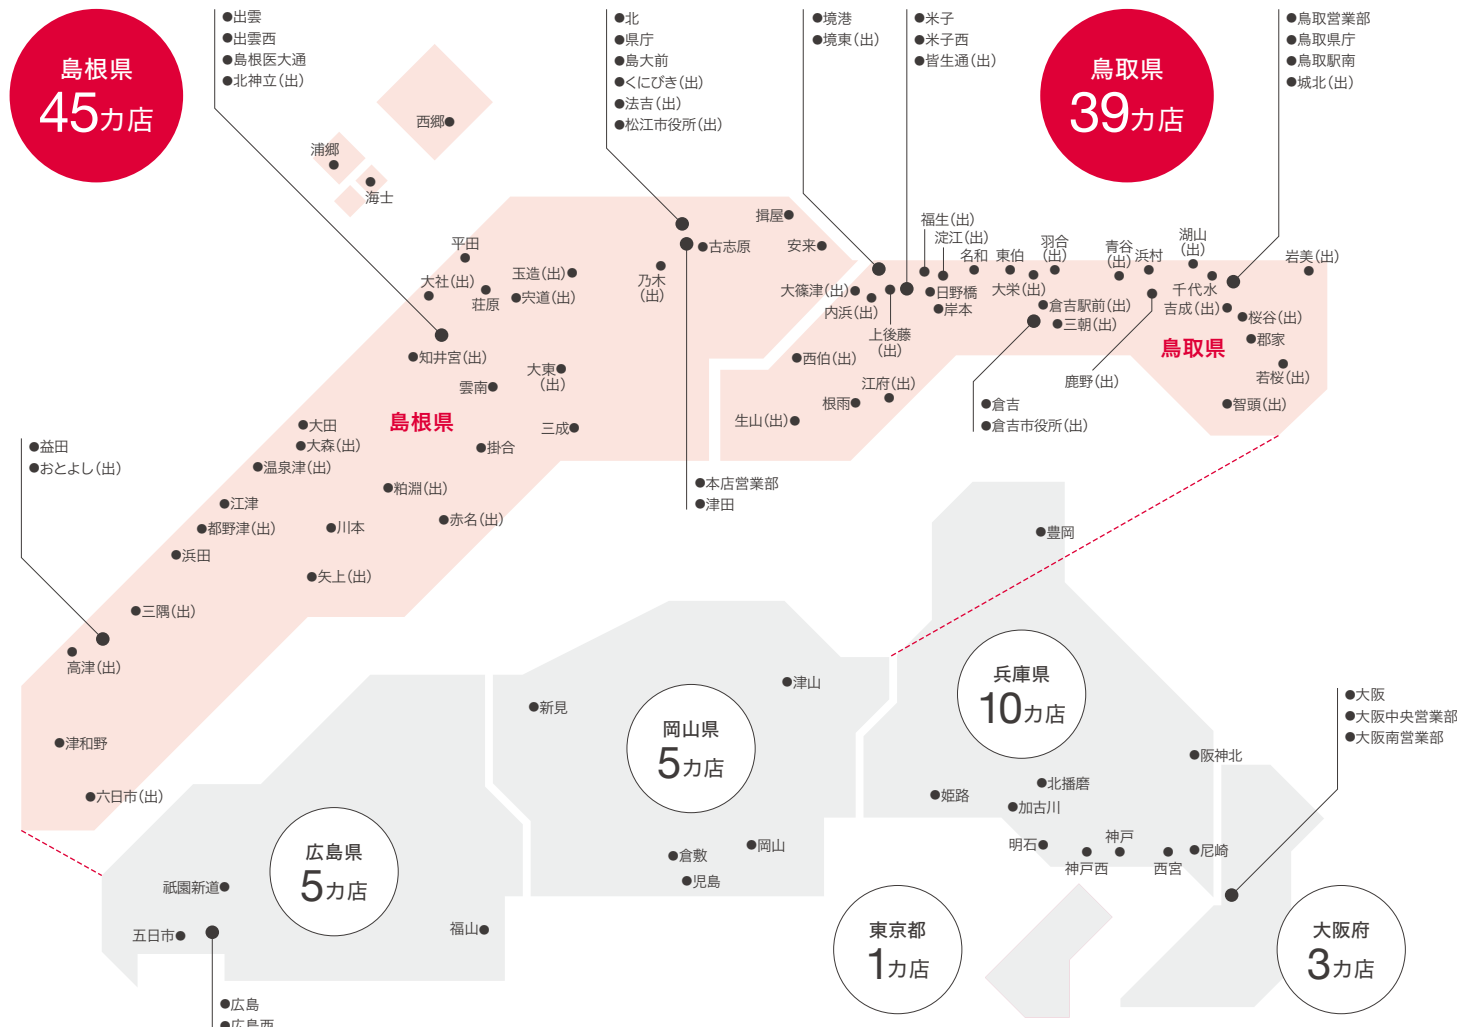 島根県
45カ店
●出雲
●出雲西
●島根医大通
●北神立(出)
●北
●県庁
●島大前
●くにびき(出)
●法吉(出)
●松江市役所(出)
●境港
●境東(出)
●米子
●米子西
●皆生通(出)
鳥取県
39カ店
●鳥取営業部
●鳥取県庁
●鳥取駅南
●城北(出)
西郷
浦郷
海士
平田
大社(出)
荘原
玉造(出)
宍道(出)
乃木
(出)
古志原
揖屋
安来
知井宮(出)
雲南
大東
(出)
三成
掛合
島根県
大田
大森(出)
温泉津(出)
江津
都野津(出)
浜田
粕淵(出)
赤名(出)
川本
矢上(出)
三隅(出)
高津(出)
津和野
六日市(出)
●益田
●おとよし(出)
●本店営業部
●津田
福生(出)
淀江(出)
名和
東伯
羽合
(出)
青谷
(出)
浜村
湖山
(出)
岩美(出)
大篠津(出)
内浜(出)
上後藤
(出)
日野橋
岸本
大栄(出)
倉吉駅前(出)
三朝(出)
千代水
吉成(出)
桜谷(出)
郡家
若桜(出)
智頭(出)
鳥取県
鹿野(出)
西伯(出)
江府(出)
根雨
生山(出)
●倉吉
●倉吉市役所(出)
豊岡
兵庫県
10カ店
阪神北
姫路
北播磨
加古川
明石
神戸西
神戸
西宮
尼崎
●大阪
●大阪中央営業部
●大阪南営業部
津山
新見
岡山県
5カ店
岡山
倉敷
児島
広島県
5カ店
祇園新道
五日市
福山
●広島
●広島西
東京都
1カ店
大阪府
3カ店